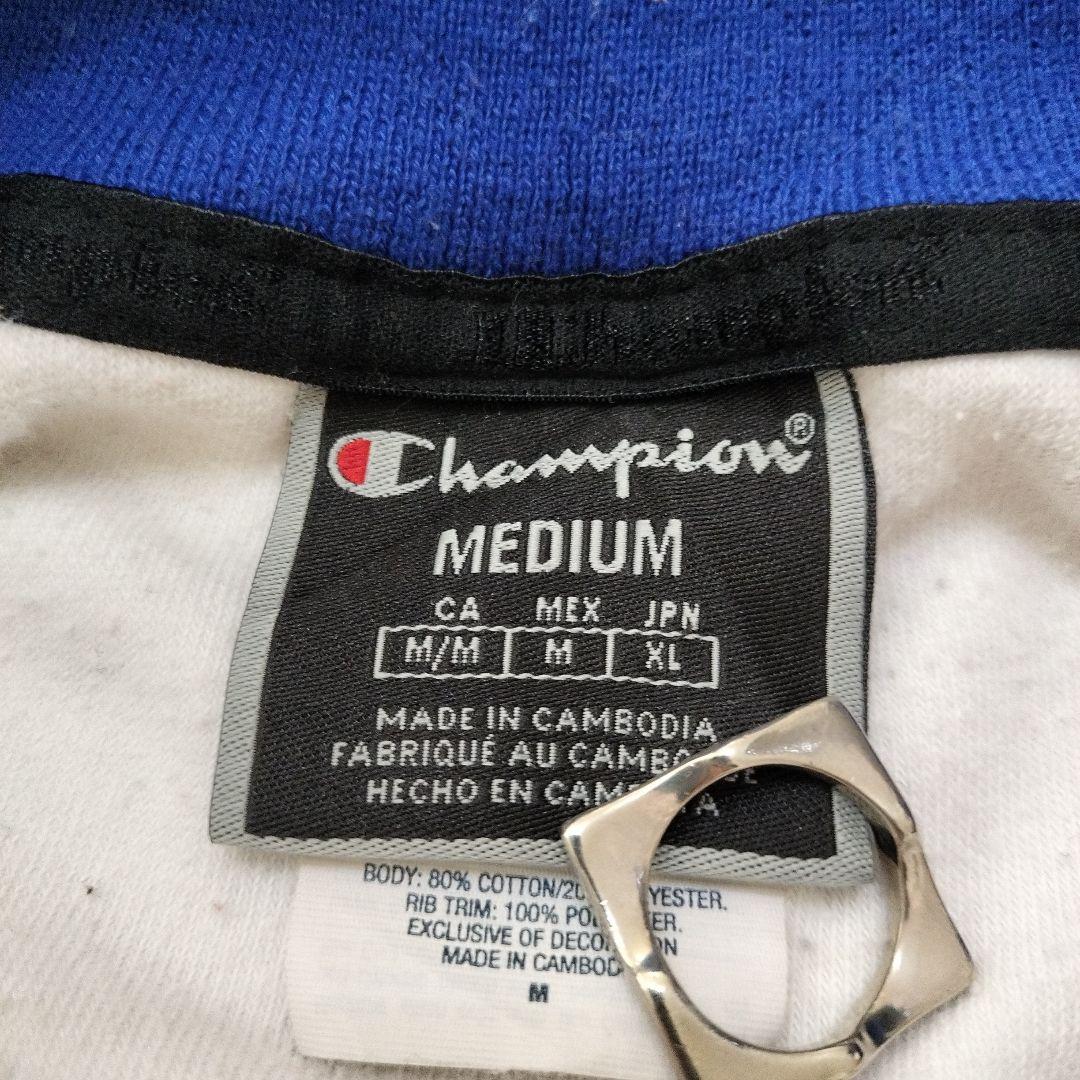 Champion®
MEDIUM
CA MEX JPN
M/M M XL
MADE IN CAMBODIA
FABRIQUÉ AU
HECHO EN
BODY: 80% COTTON/
RIB TRIM: 100%
EXCLUSIVE OF
MADE IN
M